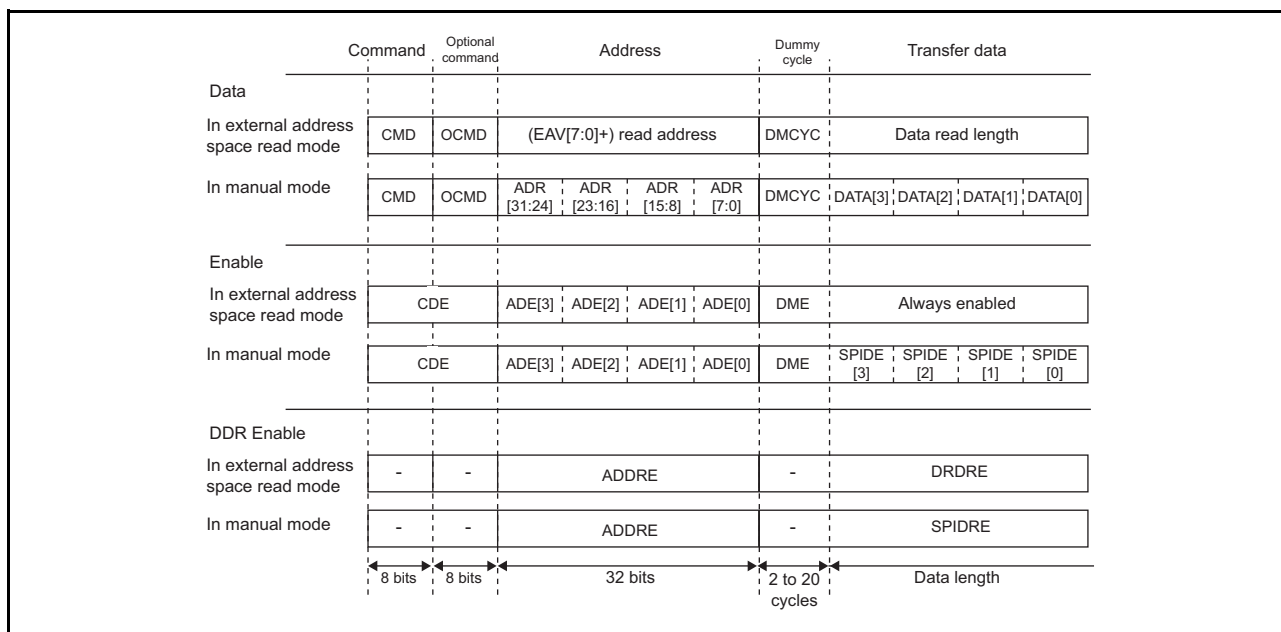 Command Optional command Address Dummy cycle Transfer data
Data
In external address space read mode CMD OCMD (EAV[7:0]+) read address DMCYC Data read length
In manual mode CMD OCMD ADR [31:24] ADR [23:16] ADR [15:8] ADR [7:0] DMCYC DATA[3] DATA[2] DATA[1] DATA[0]
Enable
In external address space read mode CDE ADE[3] ADE[2] ADE[1] ADE[0] DME Always enabled
In manual mode CDE ADE[3] ADE[2] ADE[1] ADE[0] DME SPIDE [3] SPIDE [2] SPIDE [1] SPIDE [0]
DDR Enable
In external address space read mode - - ADDRE - DRDRE
In manual mode - - ADDRE - SPIDRE
8 bits 8 bits 32 bits 2 to 20 cycles Data length